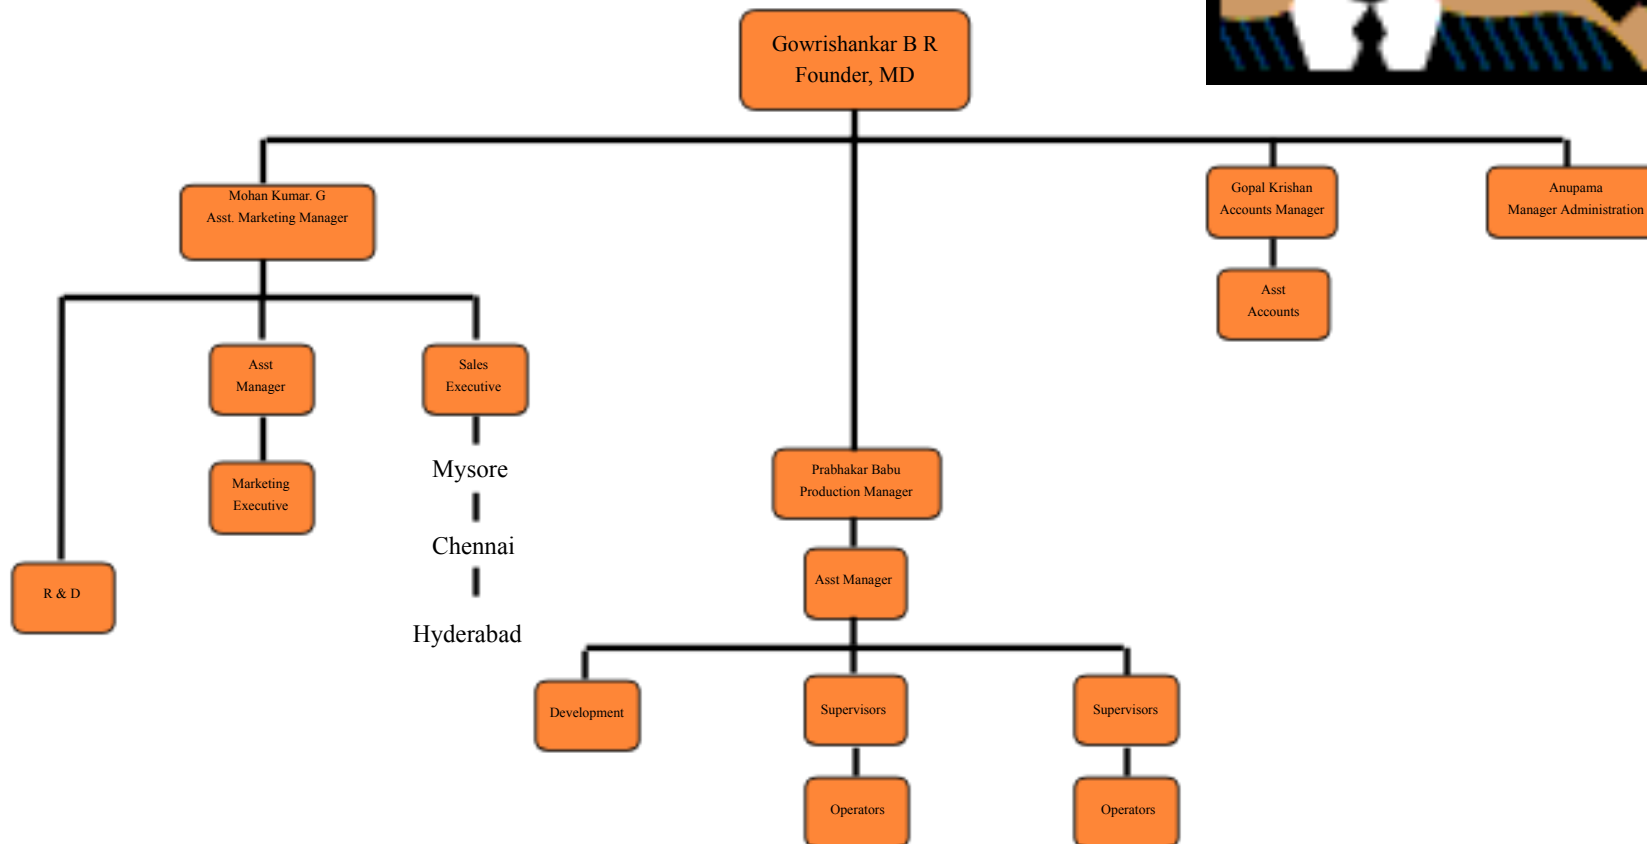 Gowrishankar B R
Founder, MD
Mohan Kumar. G
Asst. Marketing Manager
Gopal Krishan
Accounts Manager
Anupama
Manager Administration
Asst
Accounts
Asst
Manager
Sales
Executive
Marketing
Executive
Mysore
Chennai
Hyderabad
R & D
Prabhakar Babu
Production Manager
Asst Manager
Development
Supervisors
Supervisors
Operators
Operators